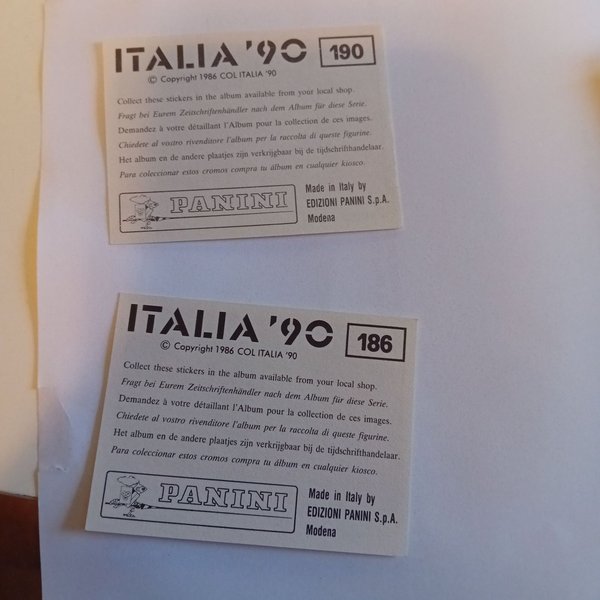 ITALIA '90 190
© Copyright 1986 COL ITALIA '90
Collect these stickers in the album available from your local shop.
Fragt bei Eurem Zeitschriftenhändler nach dem Album für diese Serie.
Demandez à votre détaillant l'Album pour la collection de ces images.
Chiedete al vostro rivenditore l'album per la raccolta di queste figurine.
Het album en de andere plaatjes zijn verkrijgbaar bij de tijdschrifthandelaar.
Para coleccionar estos cromos compra tu álbum en cualquier kiosco.
PANINI
Made in Italy by
EDIZIONI PANINI S.p.A.
Modena
ITALIA '90 186
© Copyright 1986 COL ITALIA '90
Collect these stickers in the album available from your local shop.
Fragt bei Eurem Zeitschriftenhändler nach dem Album für diese Serie.
Demandez à votre détaillant l'Album pour la collection de ces images.
Chiedete al vostro rivenditore l'album per la raccolta di queste figurine.
Het album en de andere plaatjes zijn verkrijgbaar bij de tijdschrifthandelaar.
Para coleccionar estos cromos compra tu álbum en cualquier kiosco.
PANINI
Made in Italy by
EDIZIONI PANINI S.p.A.
Modena